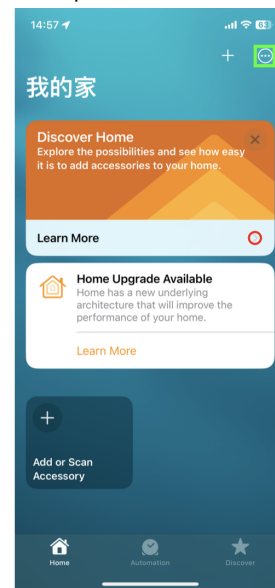 14:57
63
我的家
Discover Home
Explore the possibilities and see how easy
it is to add accessories to your home.
Learn More
Home Upgrade Available
Home has a new underlying
architecture that will improve the
performance of your home.
Learn More
Add or Scan
Accessory
Home
Automation
Discover